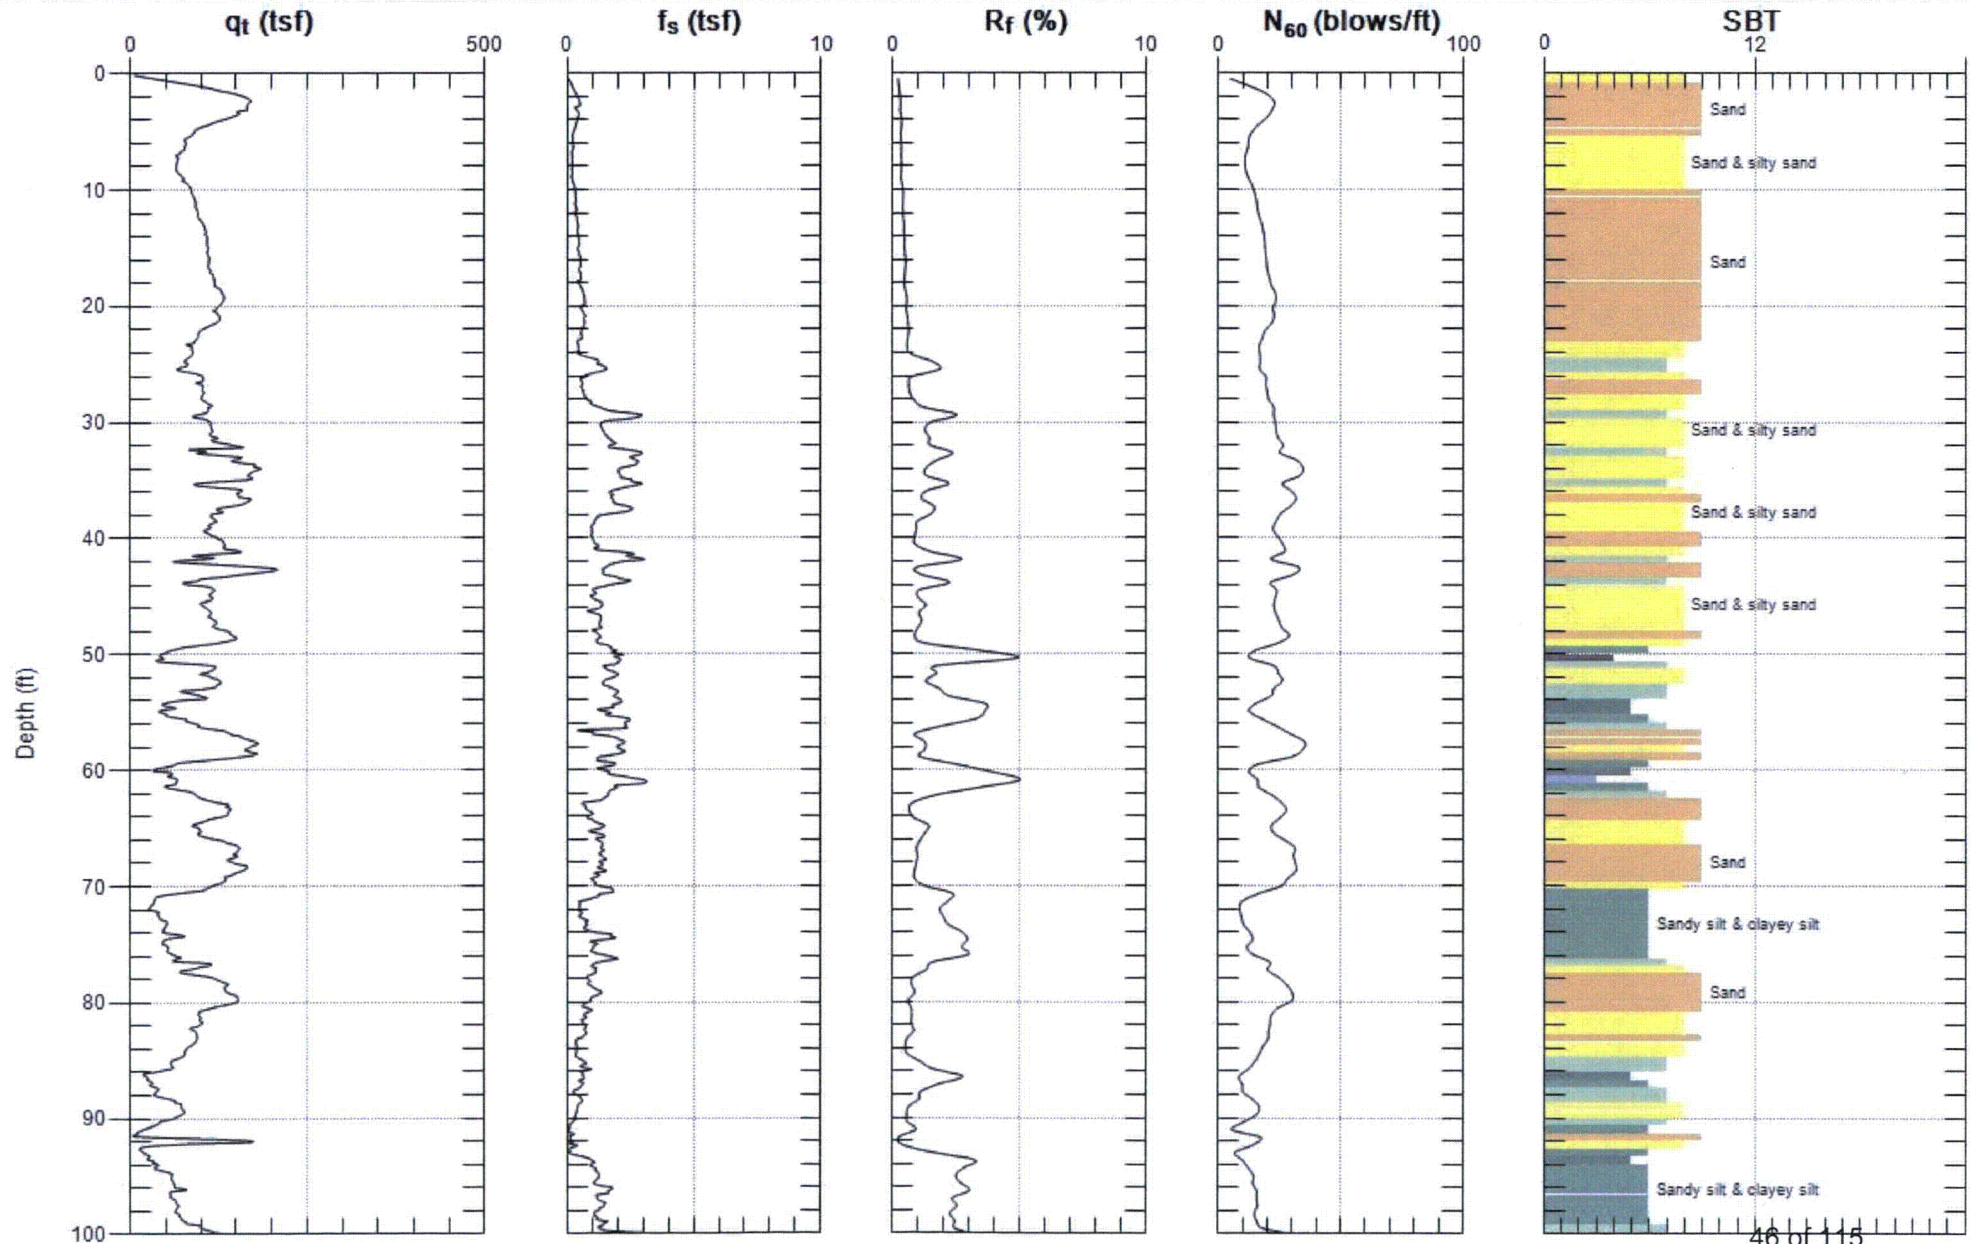 qt (tsf) fs (tsf) Rf (%) N60 (blows/ft) SBT
0 500 0 10 0 10 0 100 0 12
0
Sand
Sand & silty sand
10
Sand
20
30
Sand & silty sand
Sand & silty sand
40
Sand & silty sand
50
Depth (ft)
60
Sand
70
Sandy silt & clayey silt
Sand
80
90
Sandy silt & clayey silt
100
46 of 115